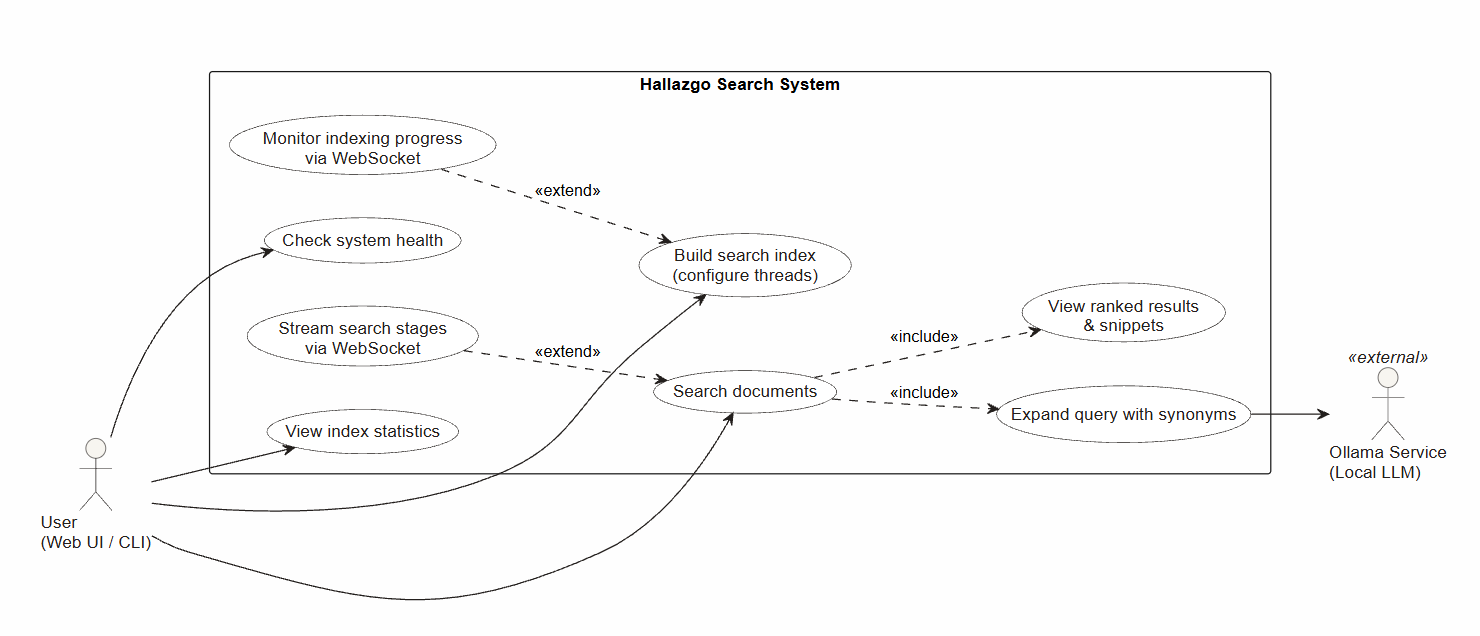 Hallazgo Search System
Monitor indexing progress
via WebSocket
«extend»
Check system health
Build search index
(configure threads)
View ranked results
& snippets
Stream search stages
via WebSocket
«extend»
«include»
«external»
Search documents
«include»
Expand query with synonyms
View index statistics
Ollama Service
(Local LLM)
User
(Web UI / CLI)